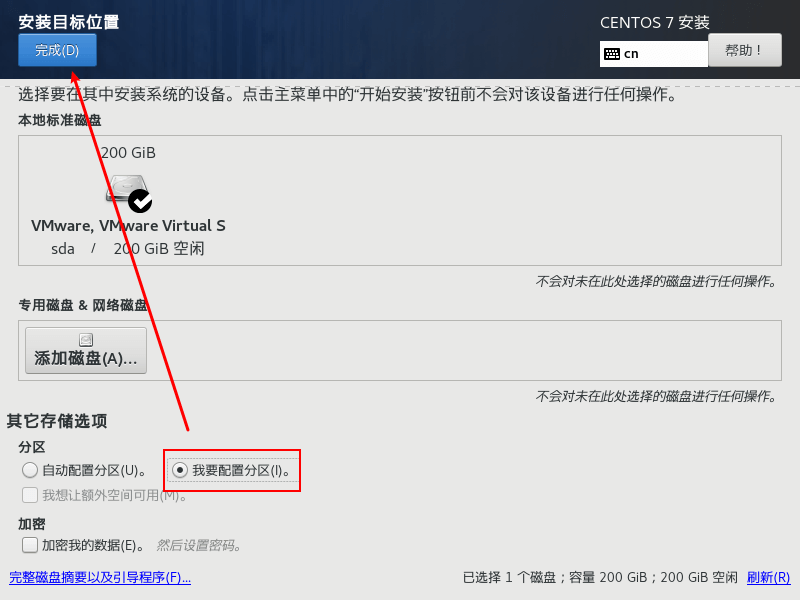 安装目标位置
CENTOS 7 安装
完成(D)
cn
帮助！
选择要在其中安装系统的设备。点击主菜单中的“开始安装”按钮前不会对该设备进行任何操作。
本地标准磁盘
200 GiB
VMware, VMware Virtual S
sda / 200 GiB 空闲
不会对未在此处选择的磁盘进行任何操作。
专用磁盘 & 网络磁盘
添加磁盘(A)...
不会对未在此处选择的磁盘进行任何操作。
其它存储选项
分区
自动配置分区(U)。 我要配置分区(I)。
我想让额外空间可用(M)。
加密
加密我的数据(E)。 然后设置密码。
完整磁盘摘要以及引导程序(F)...
已选择 1 个磁盘；容量 200 GiB；200 GiB 空闲 刷新(R)